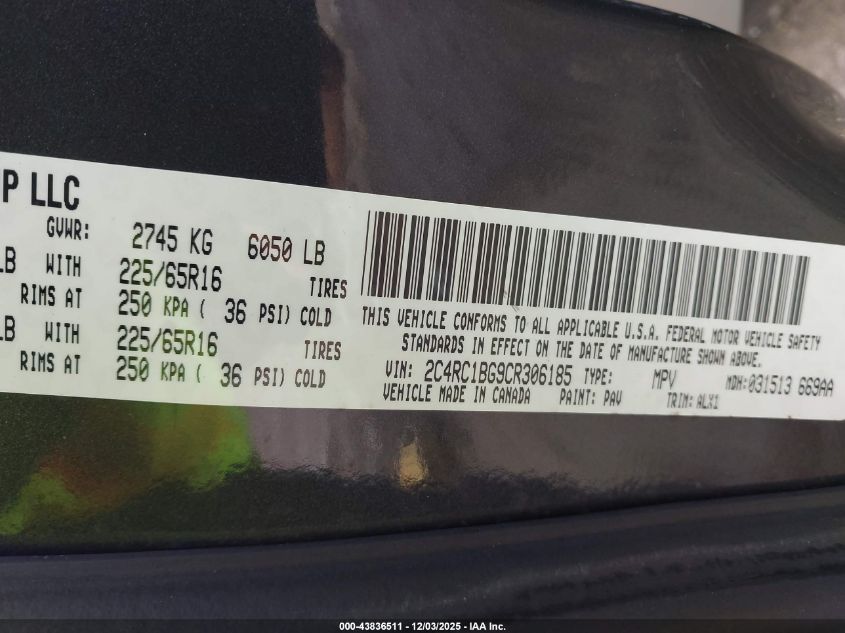 P LLC
GVWR: 2745 KG 6050 LB
LB WITH 225/65R16 TIRES
RIMS AT 250 KPA ( 36 PSI) COLD
LB WITH 225/65R16 TIRES
RIMS AT 250 KPA ( 36 PSI) COLD
THIS VEHICLE CONFORMS TO ALL APPLICABLE U.S.A. FEDERAL MOTOR VEHICLE SAFETY
STANDARDS IN EFFECT ON THE DATE OF MANUFACTURE SHOWN ABOVE.
VIN: 2C4RC1BG9CR306185 TYPE: MPV MDH:031513 669AA
VEHICLE MADE IN CANADA PAINT: PAV TRIM: ALX1
000-43836511 - 12/03/2025 - IAA Inc.